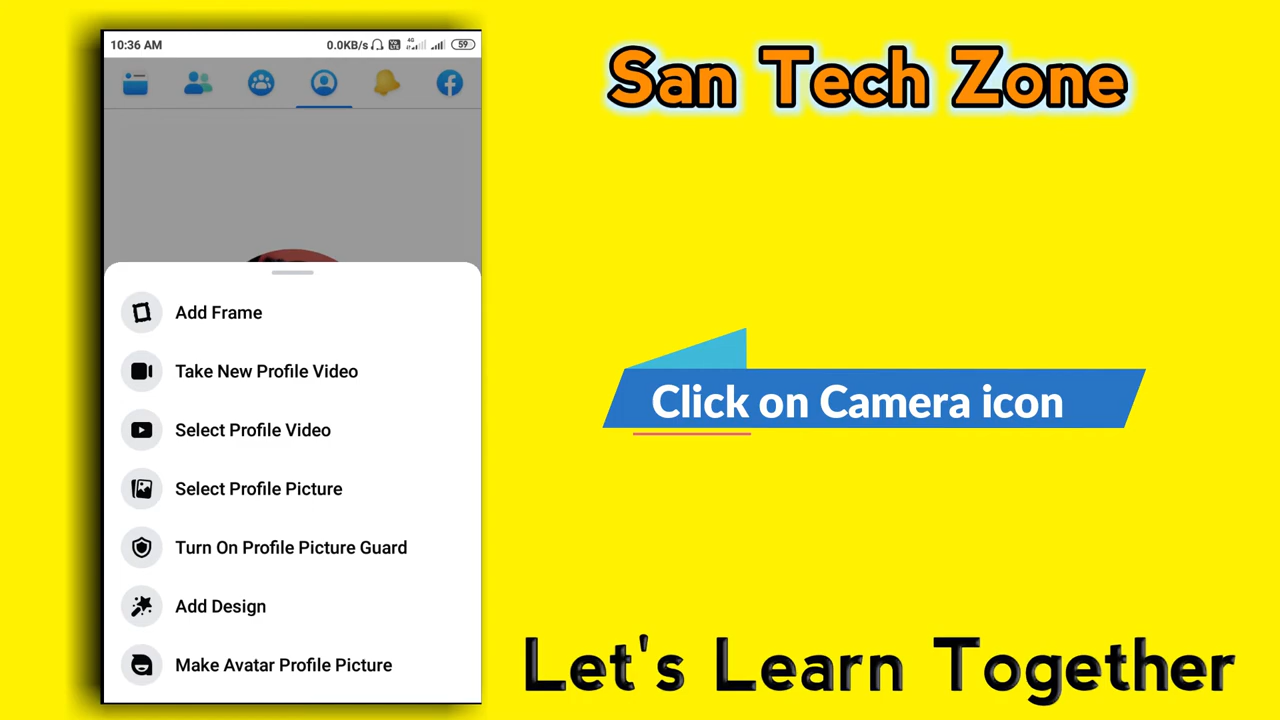 10:36 AM
0.0KB/s
4G
59
San Tech Zone
Add Frame
Take New Profile Video
Select Profile Video
Select Profile Picture
Turn On Profile Picture Guard
Add Design
Make Avatar Profile Picture
Click on Camera icon
Let's Learn Together